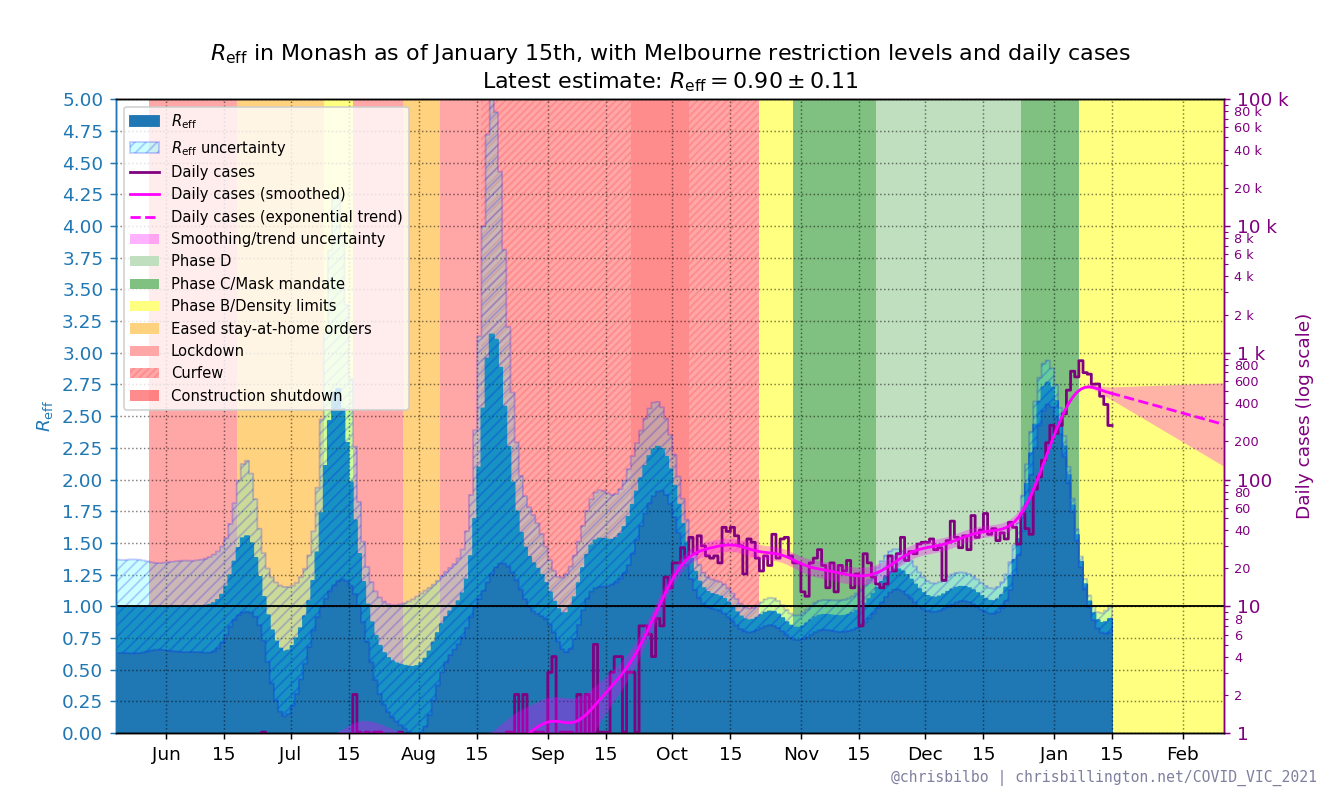 R_eff in Monash as of January 15th, with Melbourne restriction levels and daily cases
Latest estimate: R_eff = 0.90 ± 0.11
R_eff
R_eff uncertainty
Daily cases
Daily cases (smoothed)
Daily cases (exponential trend)
Smoothing/trend uncertainty
Phase D
Phase C/Mask mandate
Phase B/Density limits
Eased stay-at-home orders
Lockdown
Curfew
Construction shutdown
5.00
4.75
4.50
4.25
4.00
3.75
3.50
3.25
3.00
2.75
2.50
2.25
2.00
1.75
1.50
1.25
1.00
0.75
0.50
0.25
0.00
R_eff
100 k
80 k
60 k
40 k
20 k
10 k
8 k
6 k
4 k
2 k
1 k
800
600
400
200
100
80
60
40
20
10
8
6
4
2
1
Daily cases (log scale)
Jun 15 Jul 15 Aug 15 Sep 15 Oct 15 Nov 15 Dec 15 Jan 15 Feb
@chrisbilbo | chrisbillington.net/COVID_VIC_2021